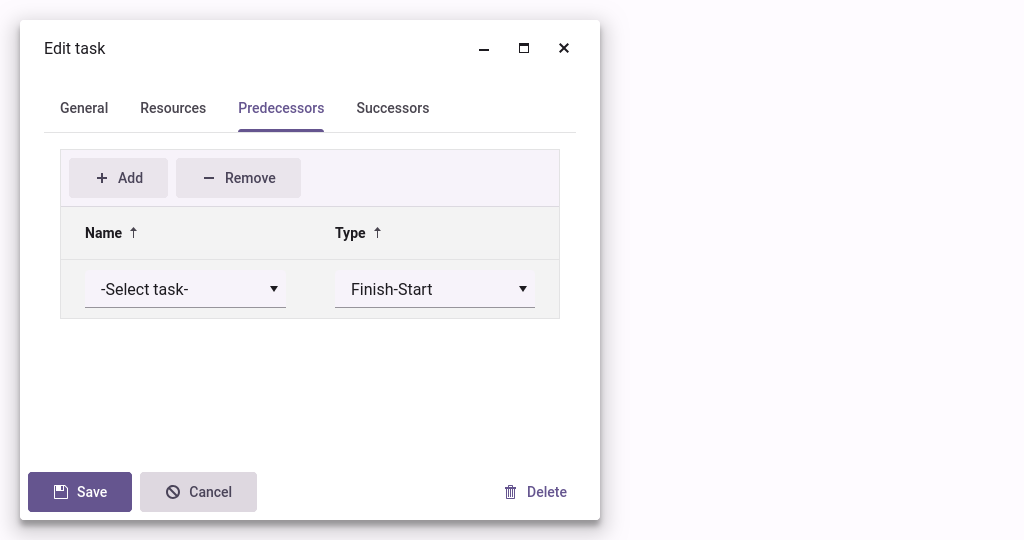 Edit task
General Resources Predecessors Successors
Add Remove
Name Type
-Select task- Finish-Start
Save Cancel Delete